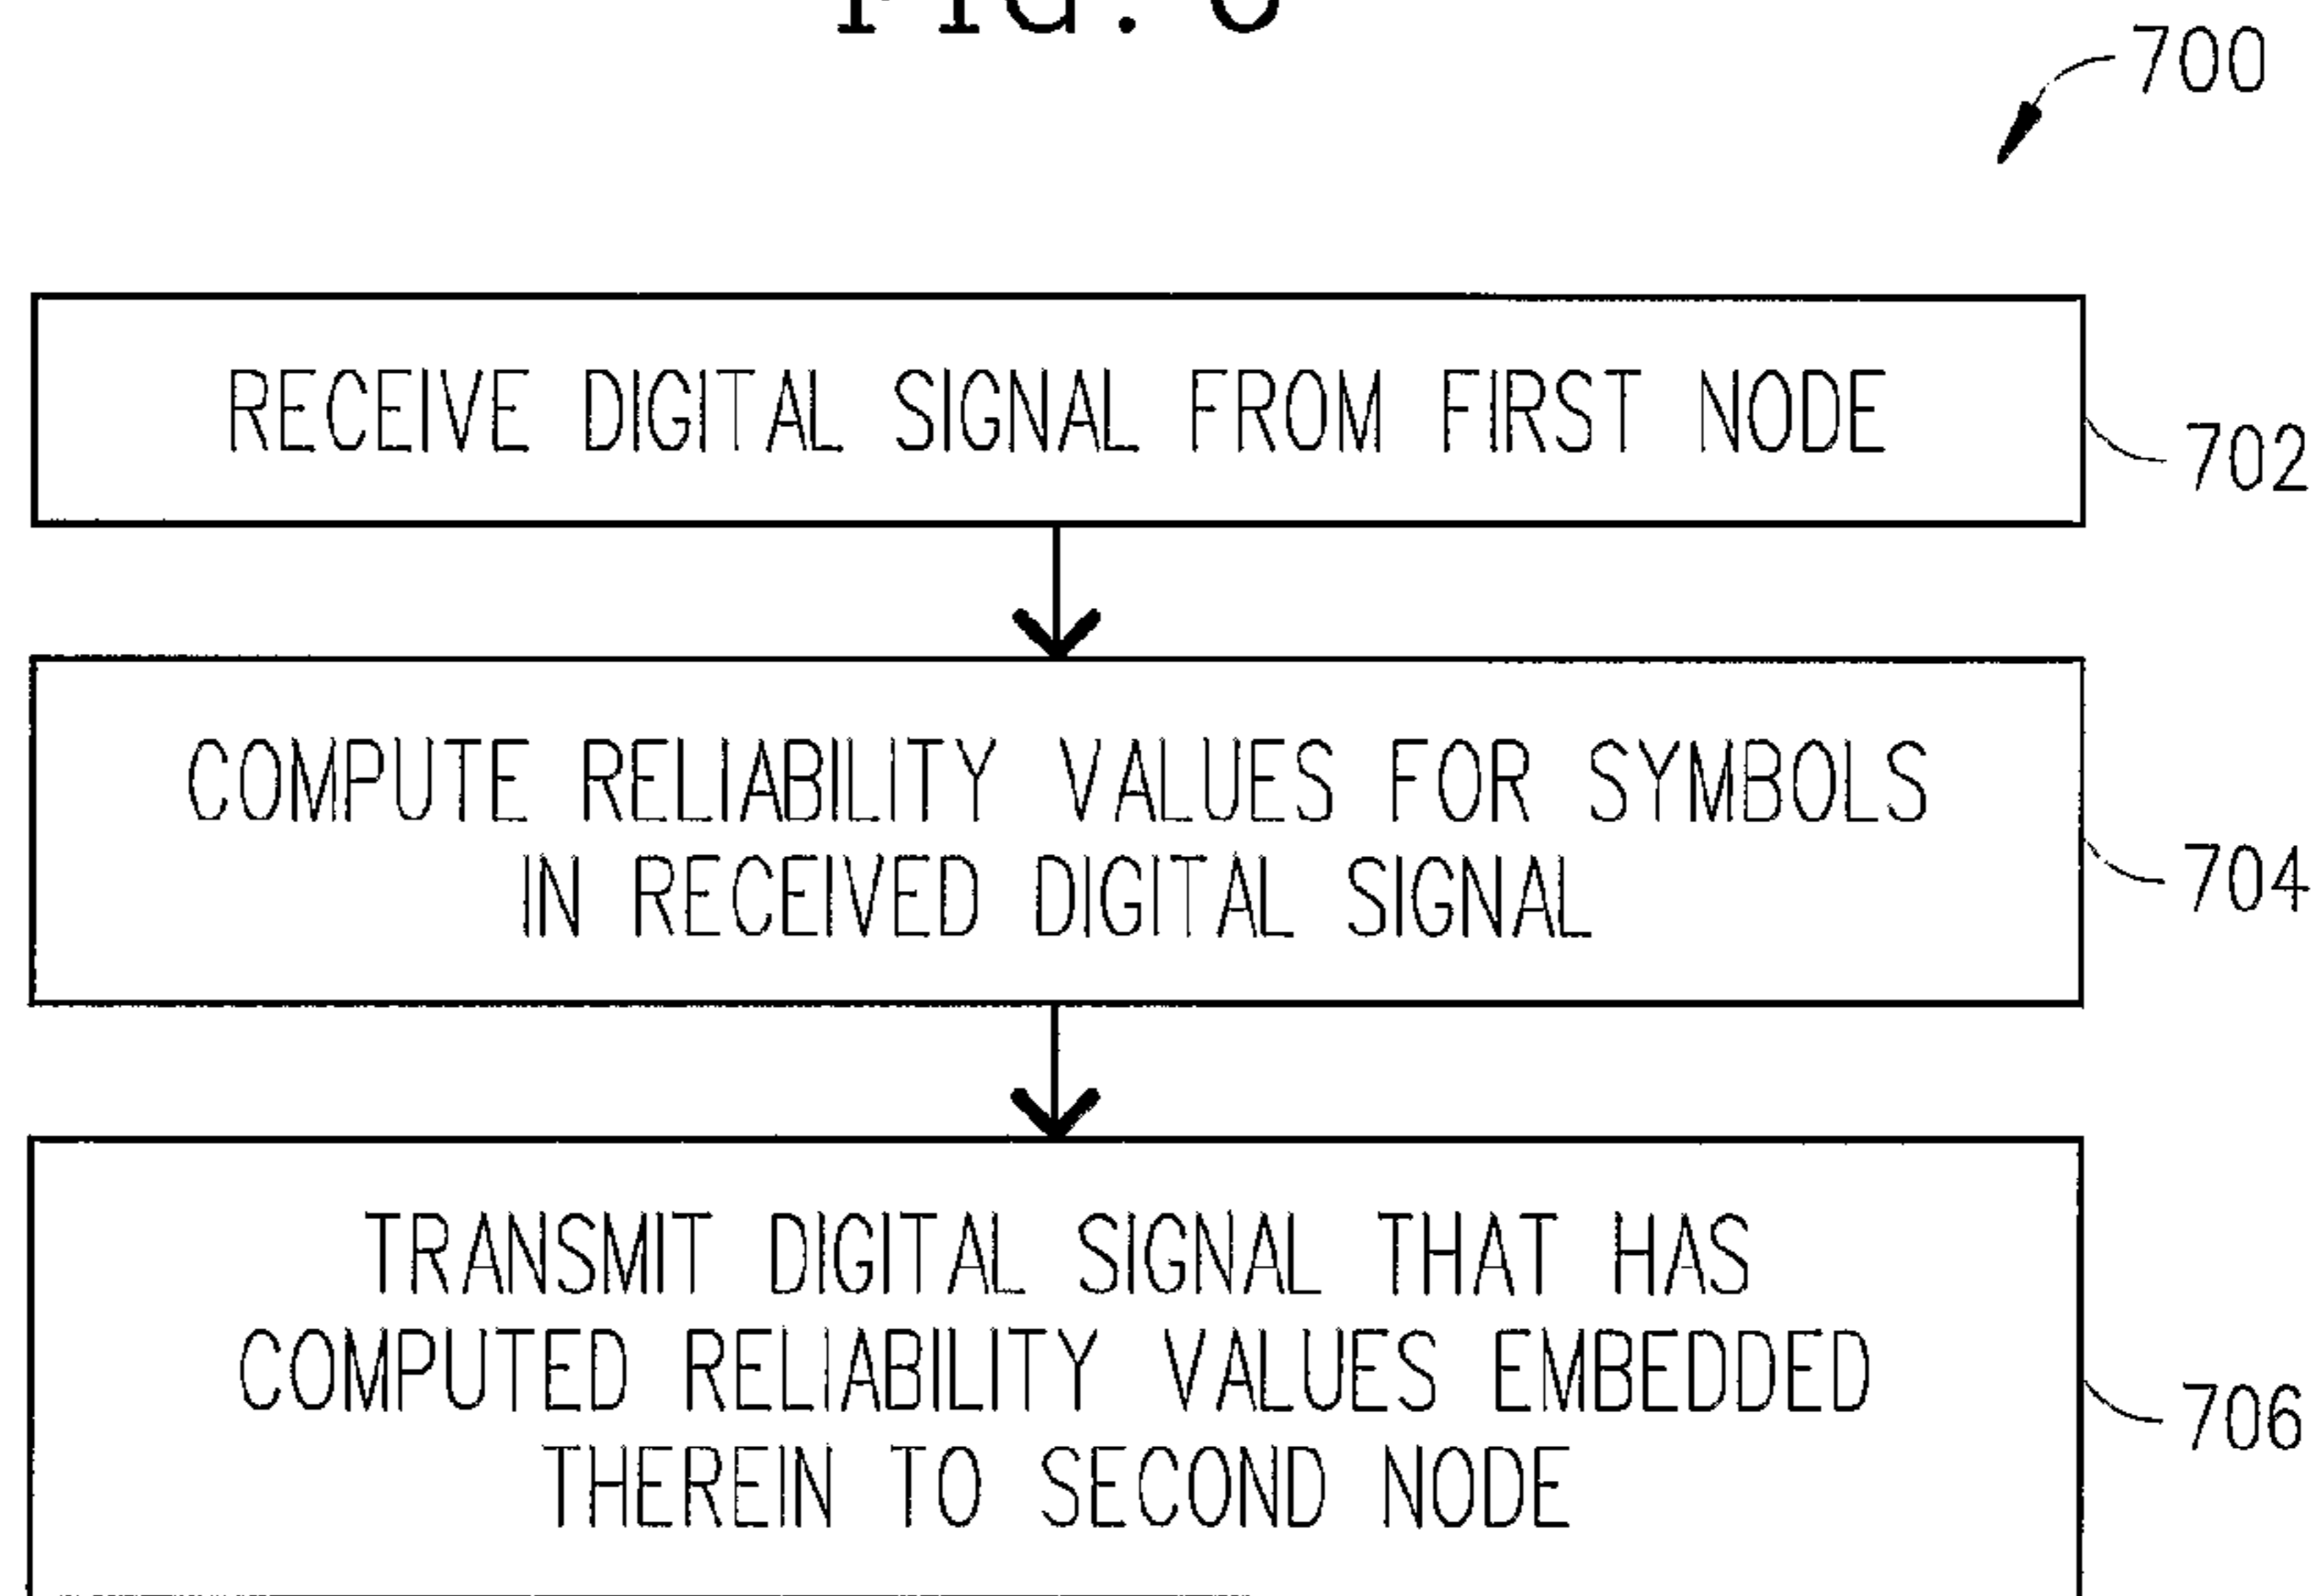 FIG.
700
RECEIVE DIGITAL SIGNAL FROM FIRST NODE
702
COMPUTE RELIABILITY VALUES FOR SYMBOLS
IN RECEIVED DIGITAL SIGNAL
704
TRANSMIT DIGITAL SIGNAL THAT HAS
COMPUTED RELIABILITY VALUES EMBEDDED
THEREIN TO SECOND NODE
706